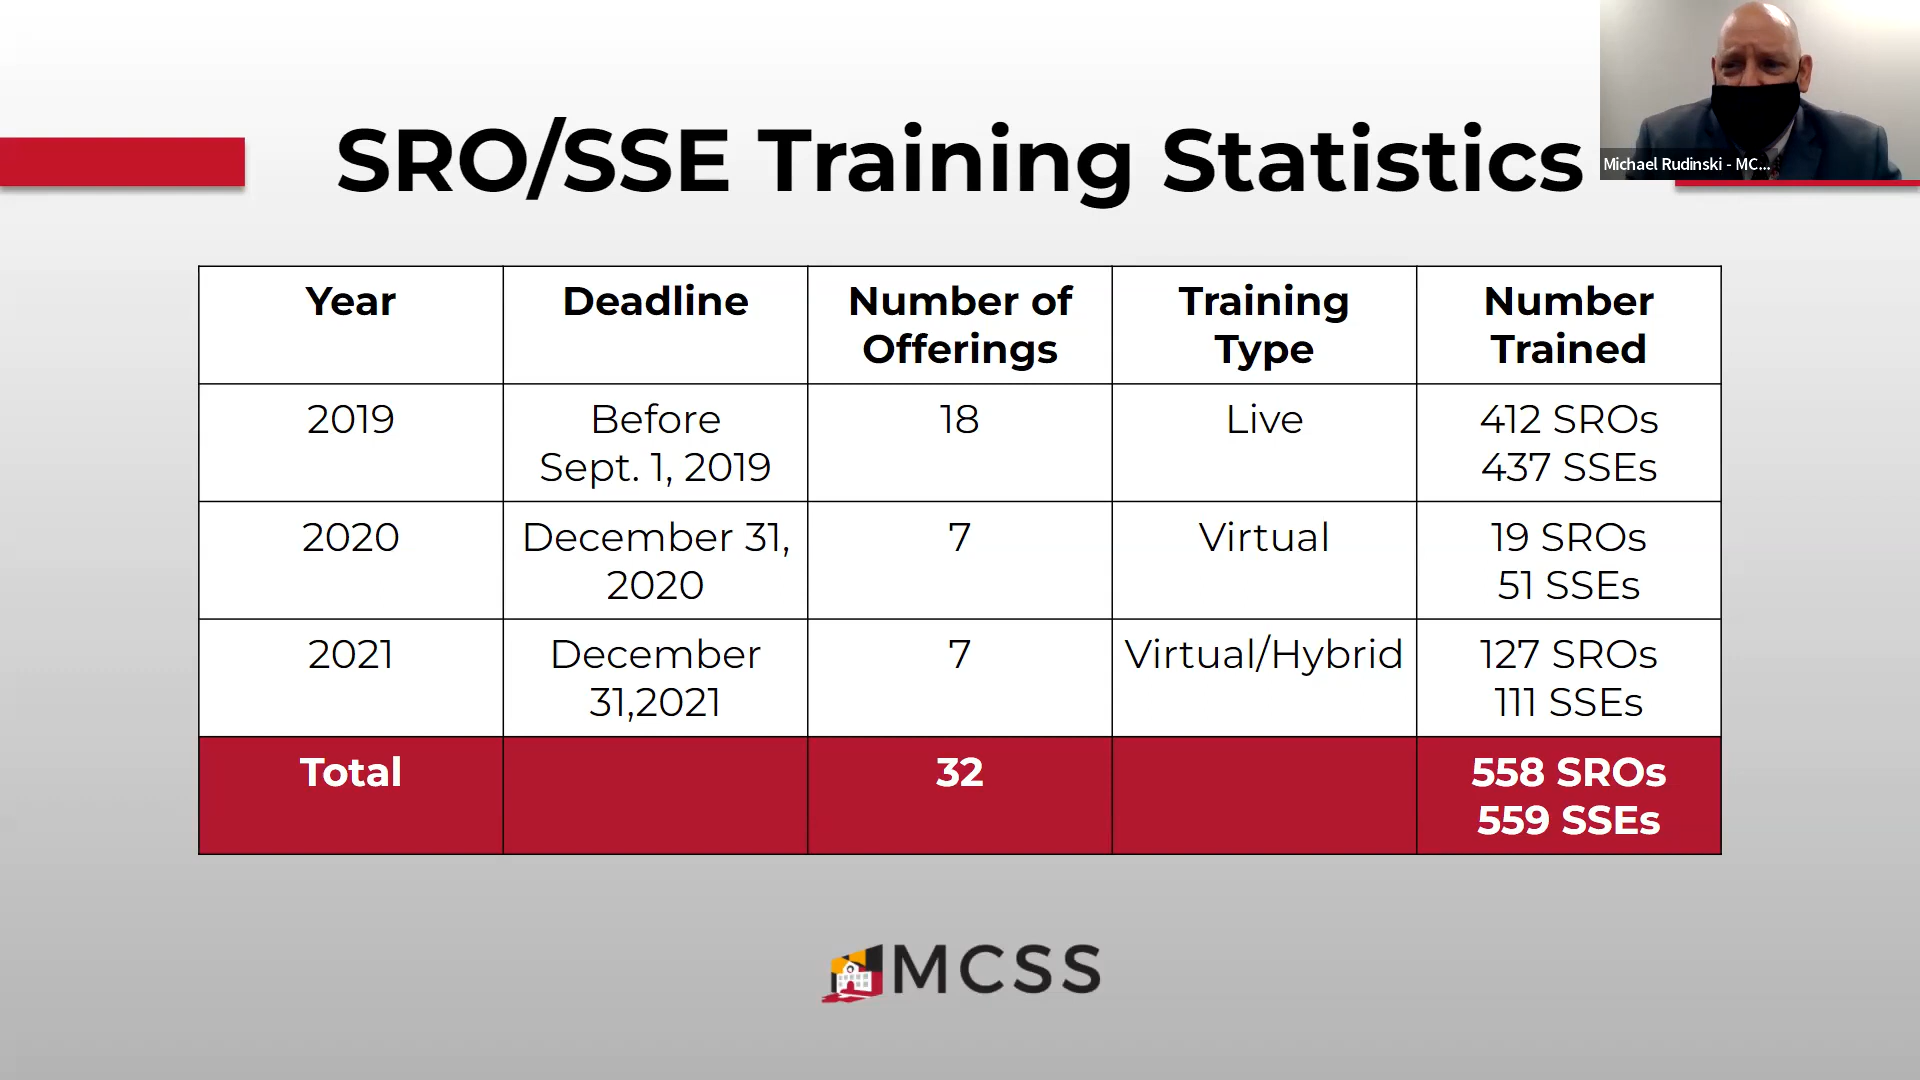 SRO/SSE Training Statistics
Michael Rudinski - MC...
Year
Deadline
Number of
Offerings
Training
Type
Number
Trained
2019
Before
Sept. 1, 2019
18
Live
412 SROs
437 SSEs
2020
December 31,
2020
7
Virtual
19 SROs
51 SSEs
2021
December
31,2021
7
Virtual/Hybrid
127 SROs
111 SSEs
Total
32
558 SROs
559 SSEs
MCSS